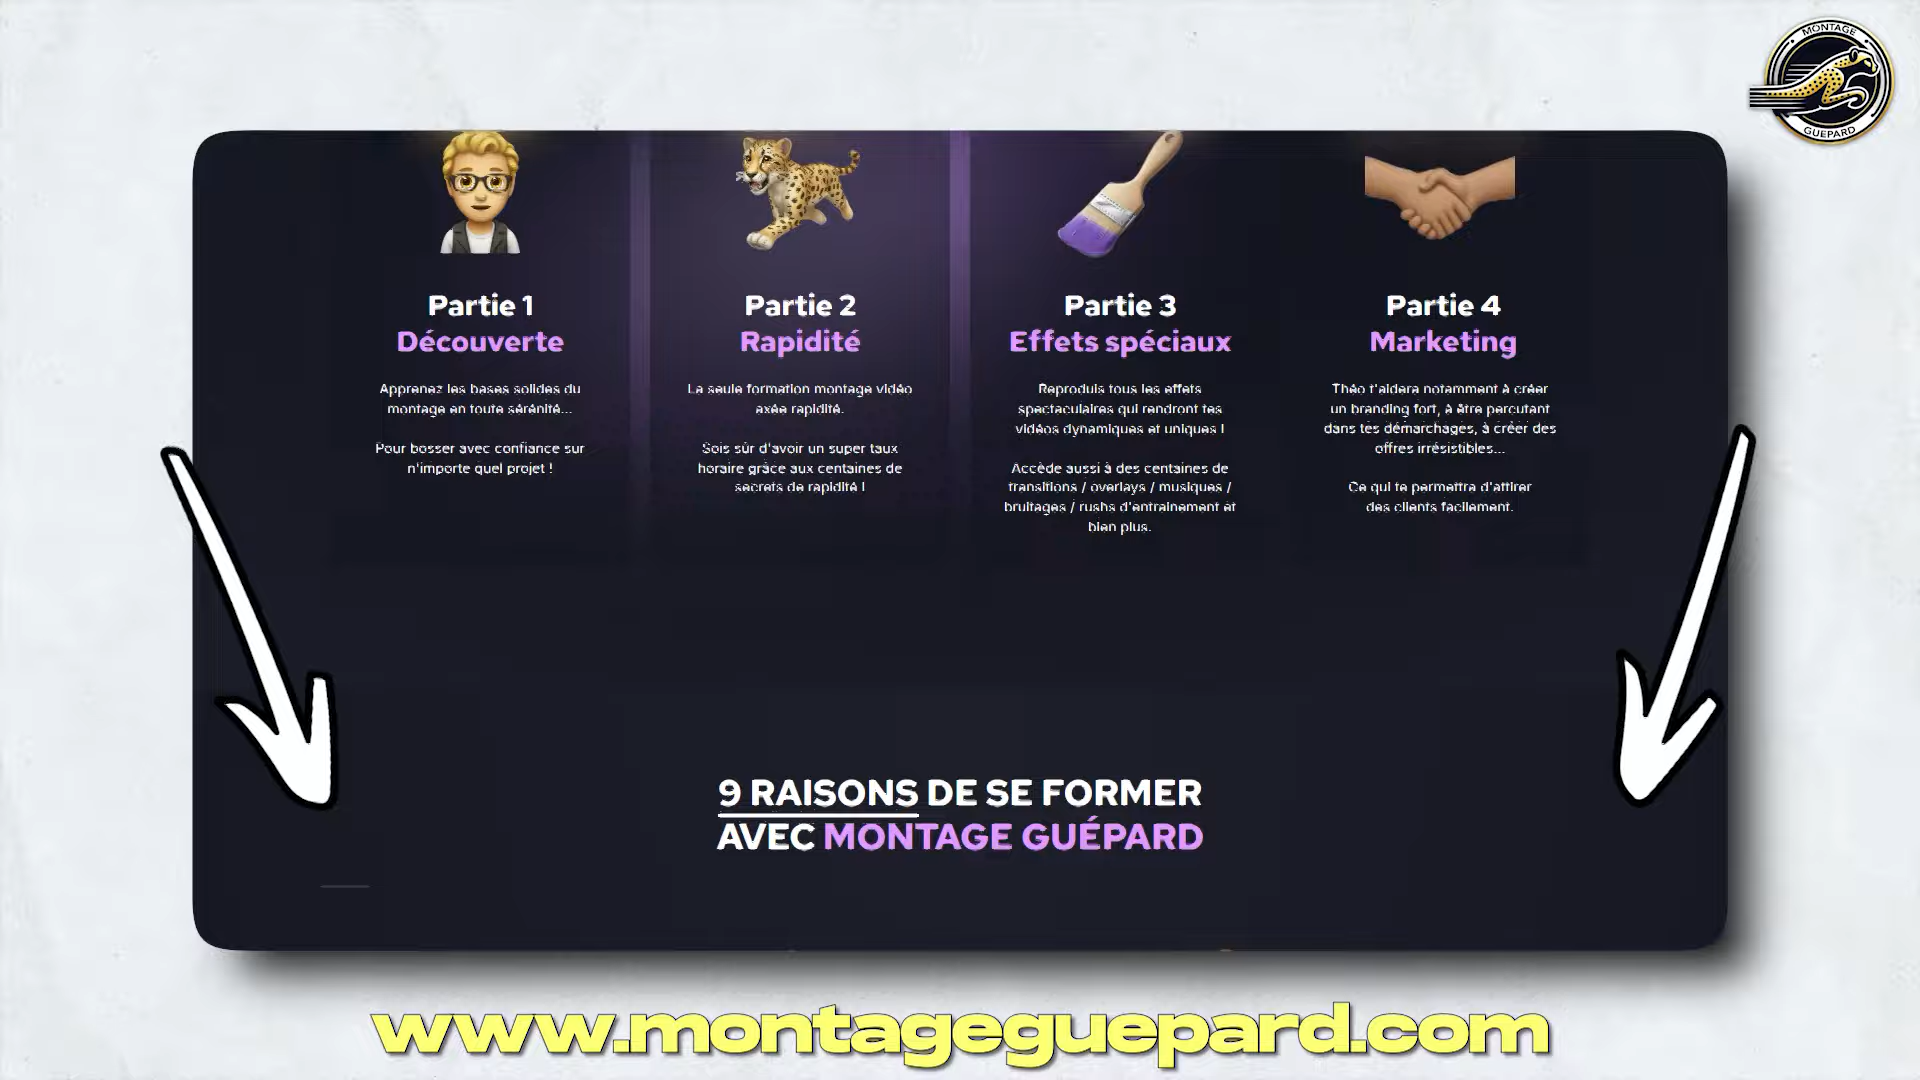 MONTAGE
GUÉPARD
Partie 1
Découverte
Apprenez les bases solides du
montage en toute sérénité...
Pour bosser avec confiance sur
n'importe quel projet !
Partie 2
Rapidité
La seule formation montage vidéo
axée rapidité.
Sois sûr d'avoir un super taux
horaire grâce aux centaines de
secrets de rapidité !
Partie 3
Effets spéciaux
Reproduis tous les effets
spectaculaires qui rendront tes
vidéos dynamiques et uniques !
Accède aussi à des centaines de
transitions / overlays / musiques /
bruitages / rushs d'entrainement et
bien plus.
Partie 4
Marketing
Théo t'aidera notamment à créer
un branding fort, à être percutant
dans tes démarchages, à créer des
offres irrésistibles...
Ce qui te permettra d'attirer
des clients facilement.
9 RAISONS DE SE FORMER
AVEC MONTAGE GUÉPARD
www.montageguepard.com